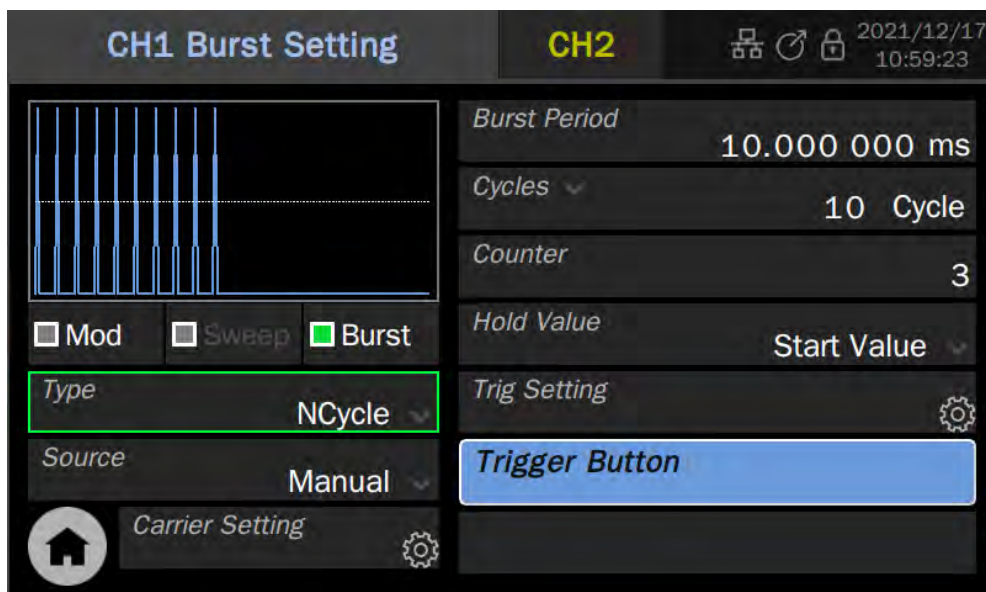 CH1 Burst Setting
CH2
2021/12/17
10:59:23
Burst Period
10.000 000 ms
Cycles
10 Cycle
Counter
3
Mod
Sweep
Burst
Hold Value
Start Value
Type
NCycle
Trig Setting
Source
Manual
Trigger Button
Carrier Setting